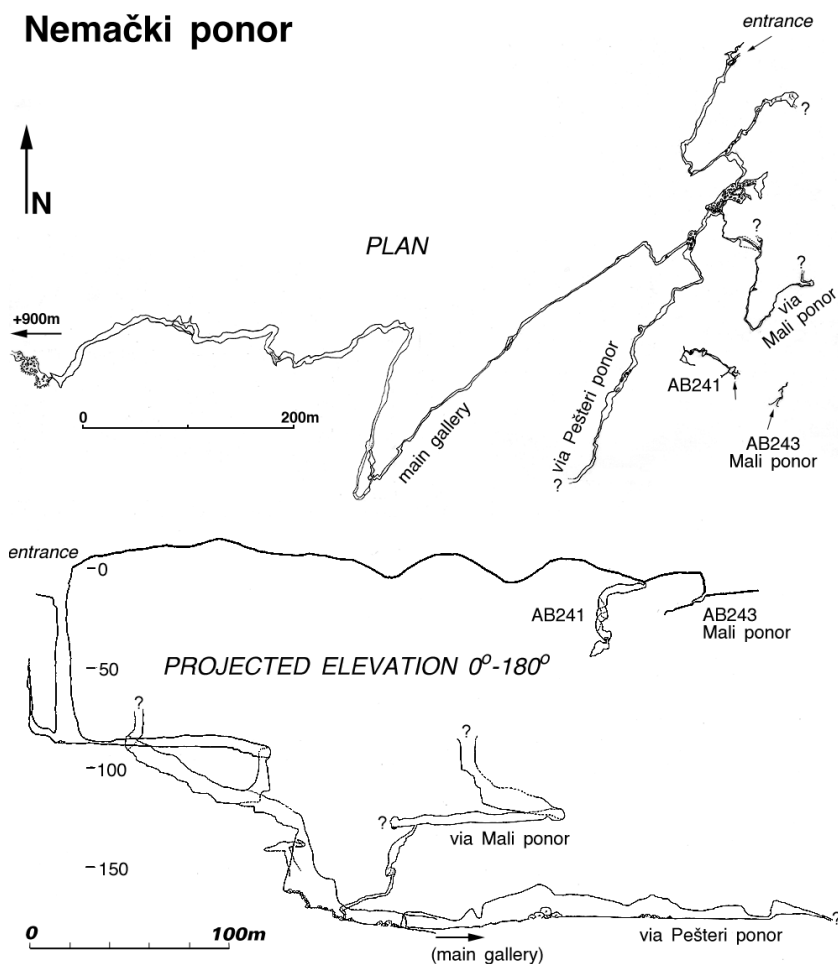 Nemački ponor
entrance
?
N
PLAN
?
?
+900m
via
Mali ponor
AB241
0 200m
main gallery
via Pešteri ponor
AB243
Mali ponor
?
entrance
–0
AB241
AB243
Mali ponor
–50
PROJECTED ELEVATION 0º-180º
?
?
–100
?
via Mali ponor
–150
0 100m
(main gallery)
via Pešteri ponor
?